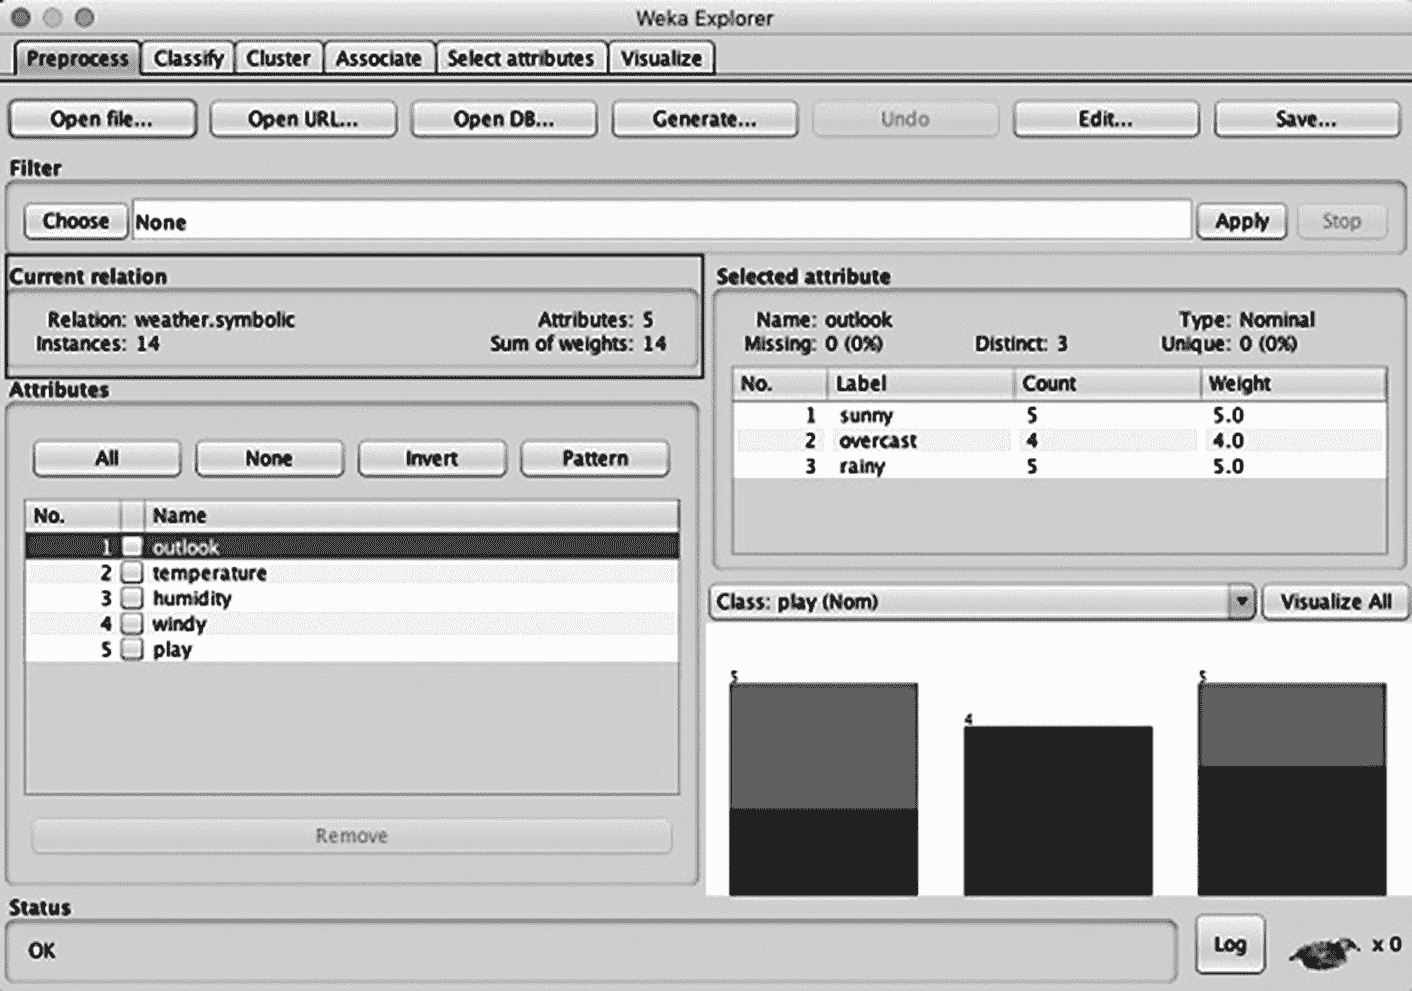 Weka Explorer
Preprocess Classify Cluster Associate Select attributes Visualize
Open file... Open URL... Open DB... Generate... Undo Edit... Save...
Filter
Choose None Apply Stop
Current relation
Relation: weather.symbolic Attributes: 5
Instances: 14 Sum of weights: 14
Attributes
All None Invert Pattern
No. Name
1 outlook
2 temperature
3 humidity
4 windy
5 play
Remove
Selected attribute
Name: outlook Type: Nominal
Missing: 0 (0%) Distinct: 3 Unique: 0 (0%)
No. Label Count Weight
1 sunny 5 5.0
2 overcast 4 4.0
3 rainy 5 5.0
Class: play (Nom) Visualize All
5 4 5
Status
OK Log x 0